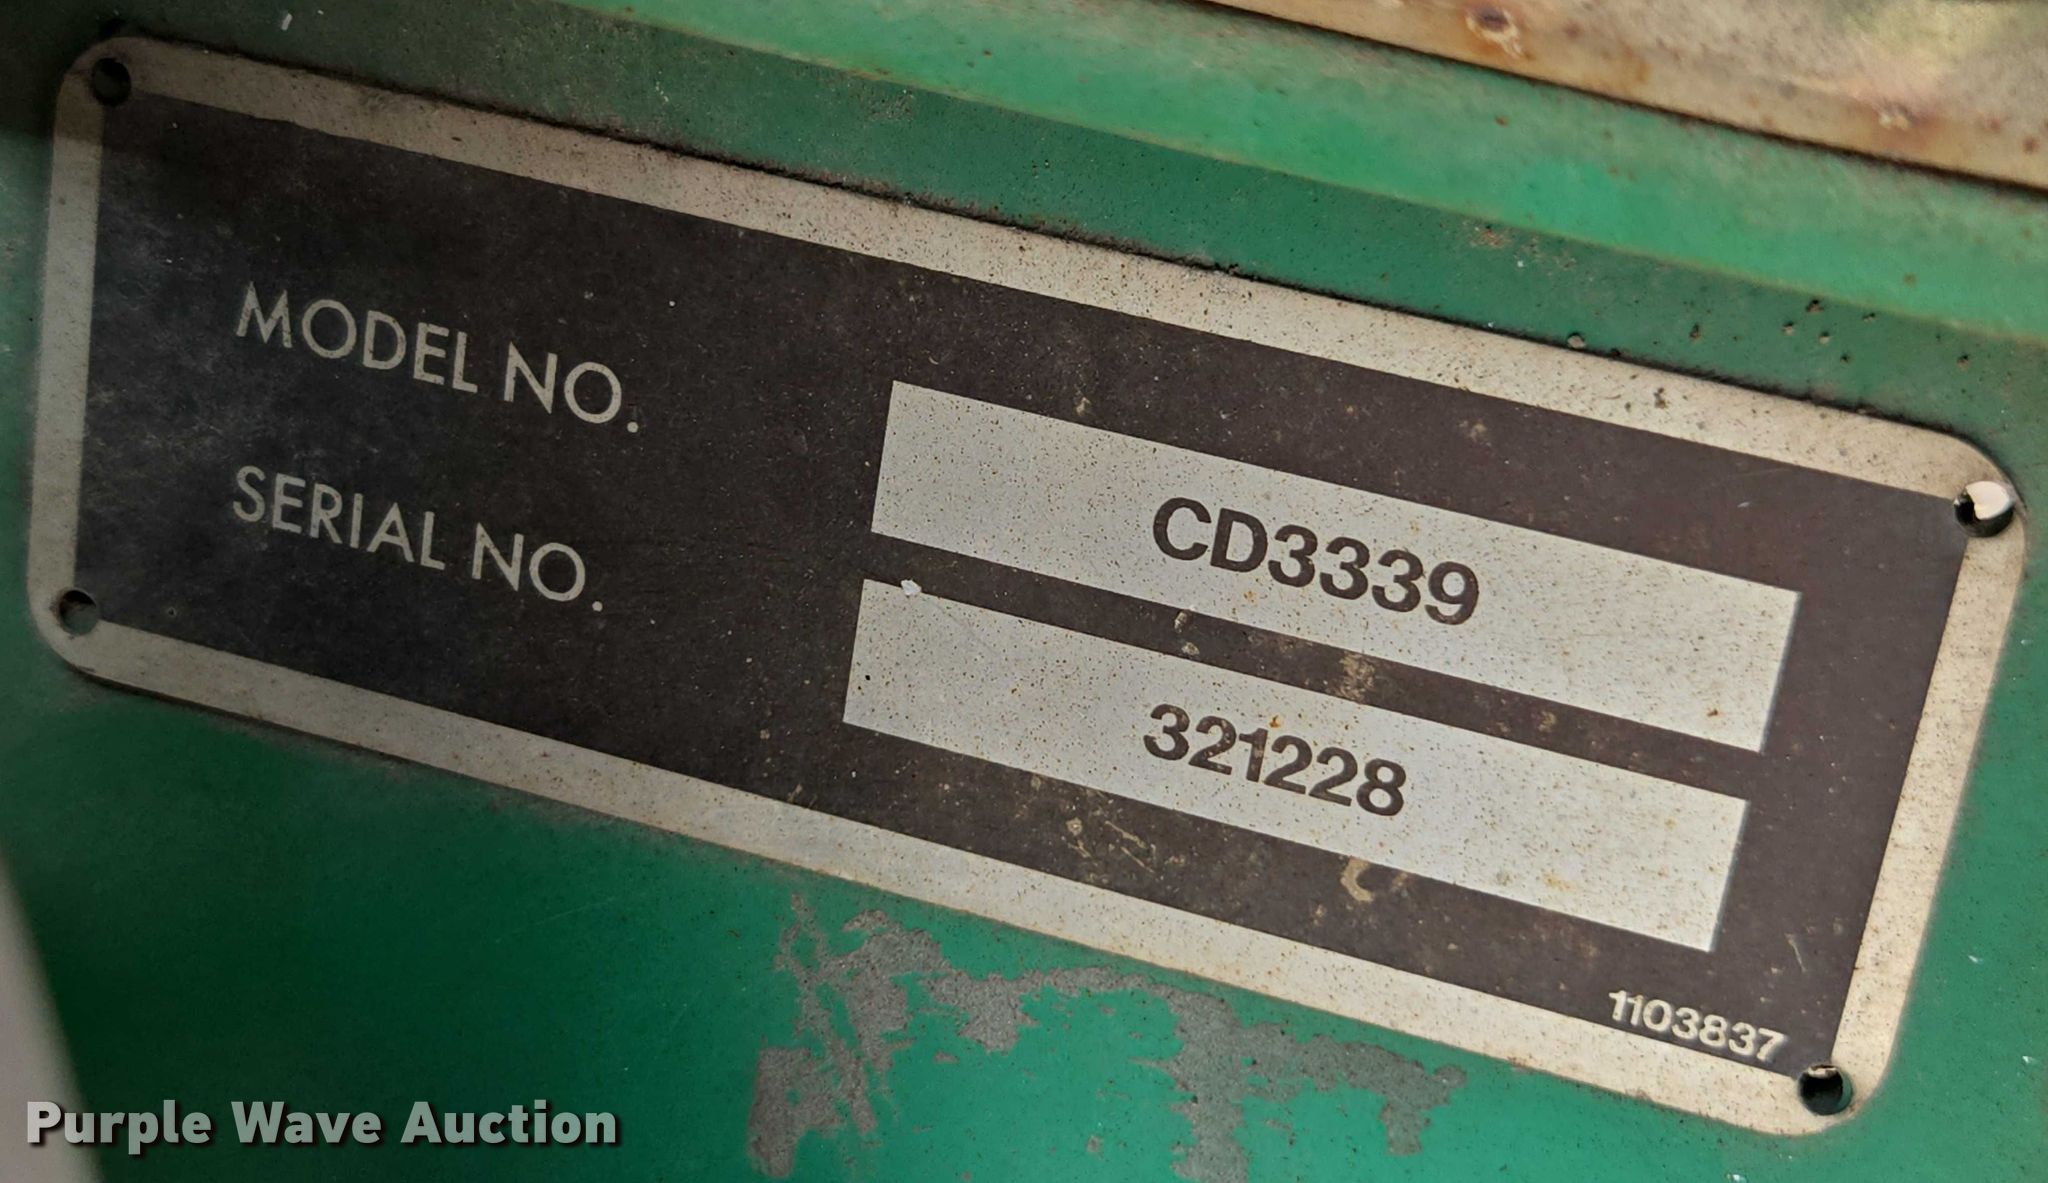 MODEL NO.
CD3339
SERIAL NO.
321228
1103837
Purple Wave Auction